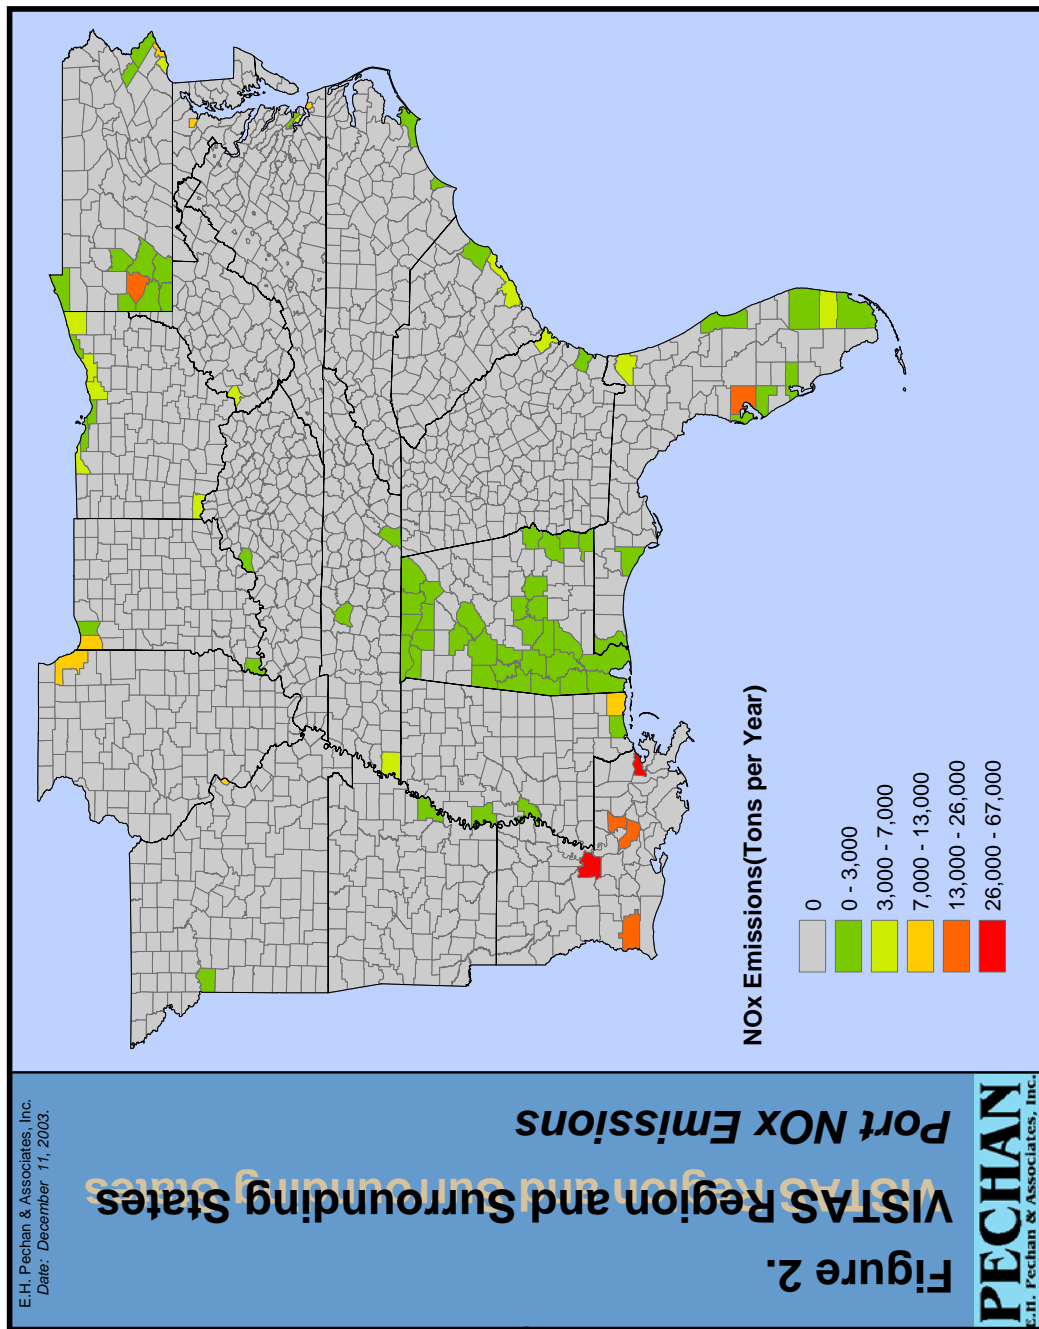 E.H. Pechan & Associates, Inc.
Date: December 11, 2003.
Figure 2.
VISTAS Region and Surrounding States
Port NOx Emissions
NOx Emissions(Tons per Year)
0
0 - 3,000
3,000 - 7,000
7,000 - 13,000
13,000 - 26,000
26,000 - 67,000
PECHAN
E.H. Pechan & Associates, Inc.